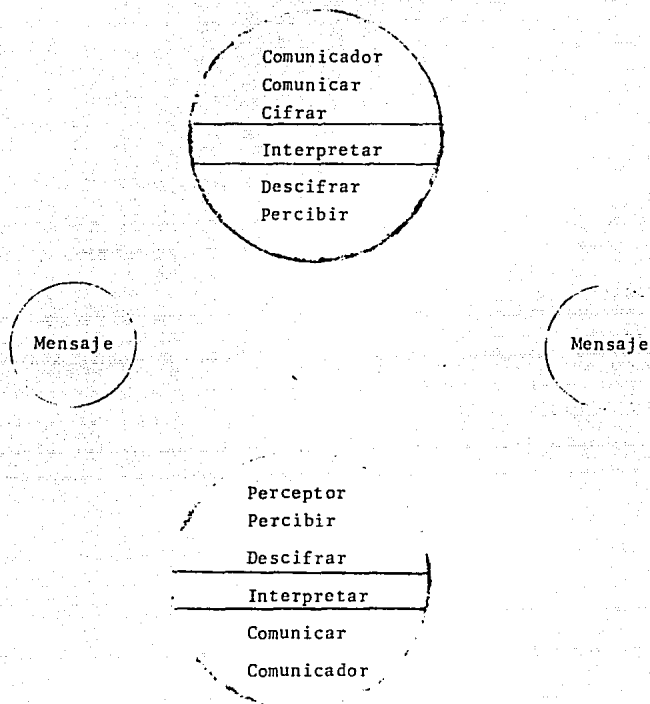 Comunicador
Comunicar
Cifrar
Interpretar
Descifrar
Percibir
Mensaje
Mensaje
Perceptor
Percibir
Descifrar
Interpretar
Comunicar
Comunicador